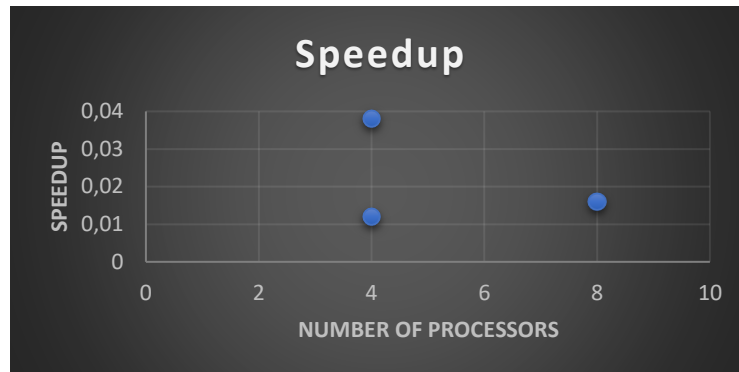 Speedup
0,04
0,03
0,02
0,01
0
SPEEDUP
0 2 4 6 8 10
NUMBER OF PROCESSORS